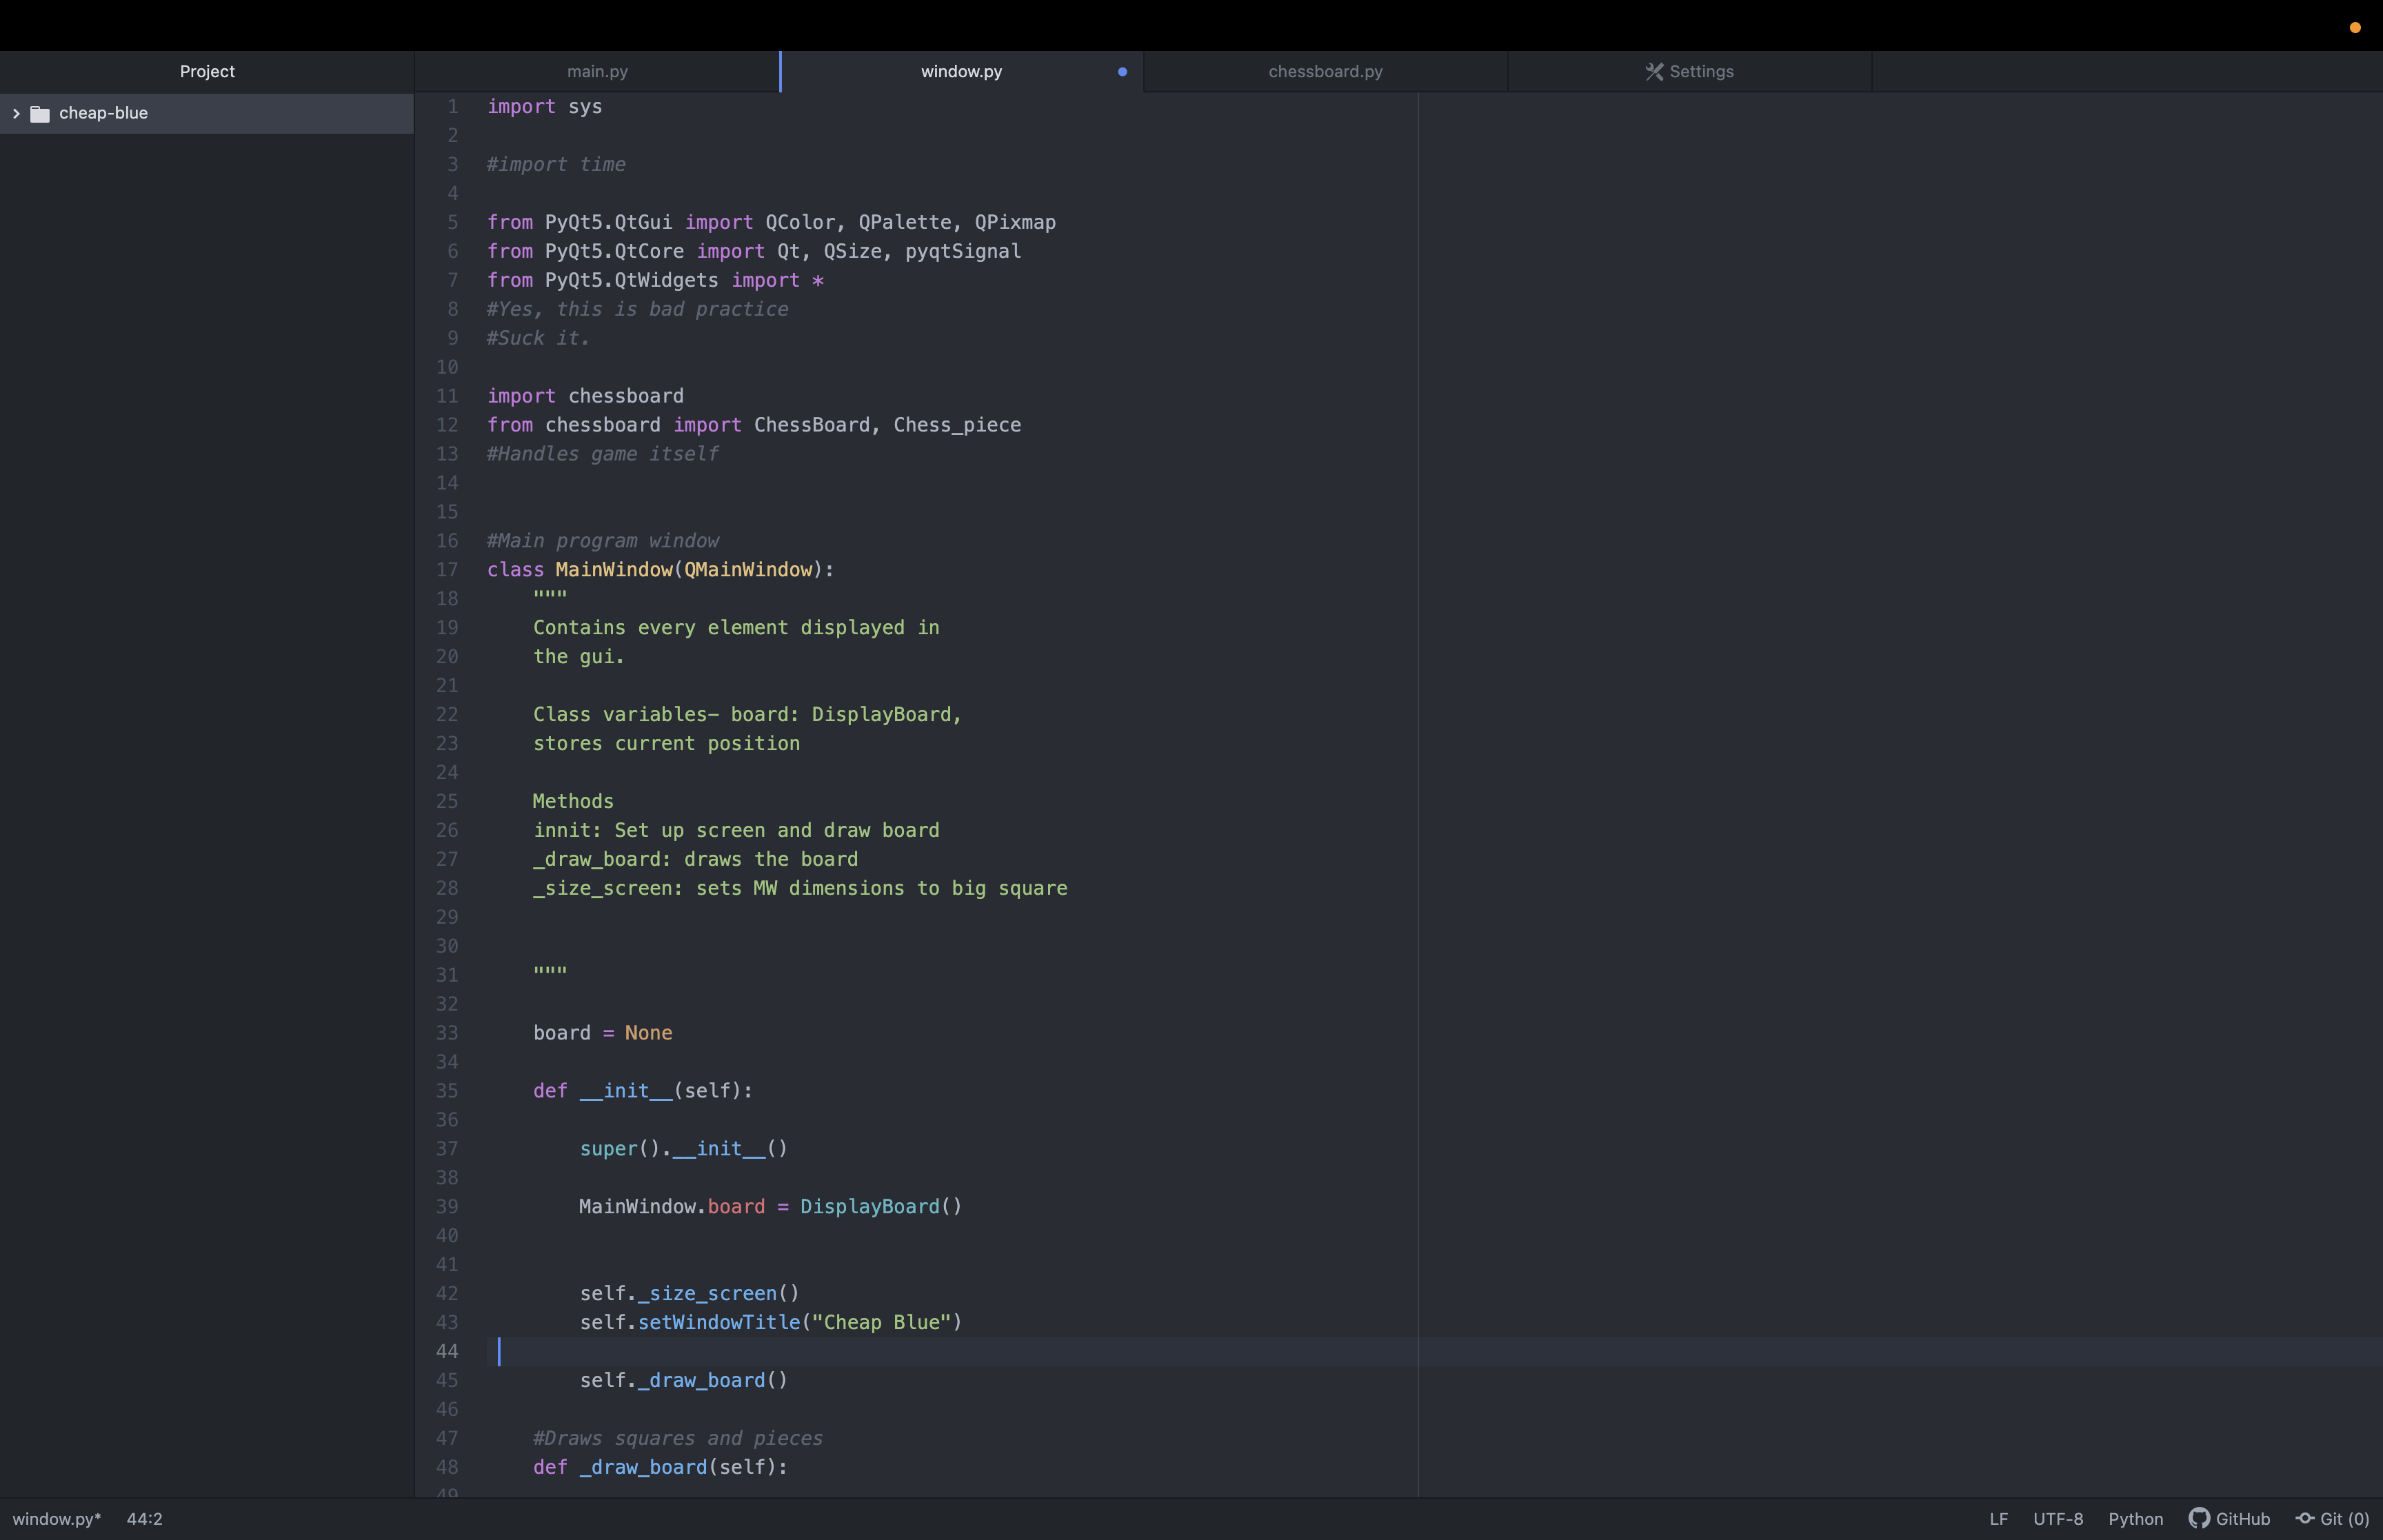 Project
main.py
window.py
chessboard.py
Settings
cheap-blue
1 import sys
2
3 #import time
4
5 from PyQt5.QtGui import QColor, QPalette, QPixmap
6 from PyQt5.QtCore import Qt, QSize, pyqtSignal
7 from PyQt5.QtWidgets import *
8 #Yes, this is bad practice
9 #Suck it.
10
11 import chessboard
12 from chessboard import ChessBoard, Chess_piece
13 #Handles game itself
14
15
16 #Main program window
17 class MainWindow(QMainWindow):
18 """
19 Contains every element displayed in
20 the gui.
21
22 Class variables- board: DisplayBoard,
23 stores current position
24
25 Methods
26 innit: Set up screen and draw board
27 _draw_board: draws the board
28 _size_screen: sets MW dimensions to big square
29
30
31 """
32
33 board = None
34
35 def __init__(self):
36
37 super().__init__()
38
39 MainWindow.board = DisplayBoard()
40
41
42 self._size_screen()
43 self.setWindowTitle("Cheap Blue")
44
45 self._draw_board()
46
47 #Draws squares and pieces
48 def _draw_board(self):
49
window.py* 44:2 LF UTF-8 Python GitHub Git (0)